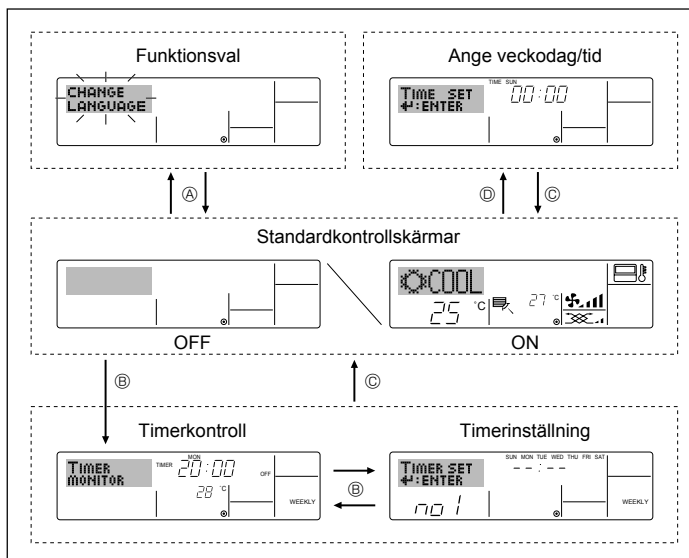 Funktionsval
CHANGE
LANGUAGE
Ange veckodag/tid
TIME SUN
TIME SET 00:00
↵:ENTER
Ⓐ
Ⓓ Ⓒ
Standardkontrollskärmar
COOL
25 °C 27 °C
OFF ON
Ⓑ Ⓒ
Timerkontroll
MON
TIMER 20:00 OFF
TIMER
MONITOR
28 °C
WEEKLY
Ⓑ
Timerinställning
SUN MON TUE WED THU FRI SAT
TIMER SET --:--
↵:ENTER
no 1
WEEKLY